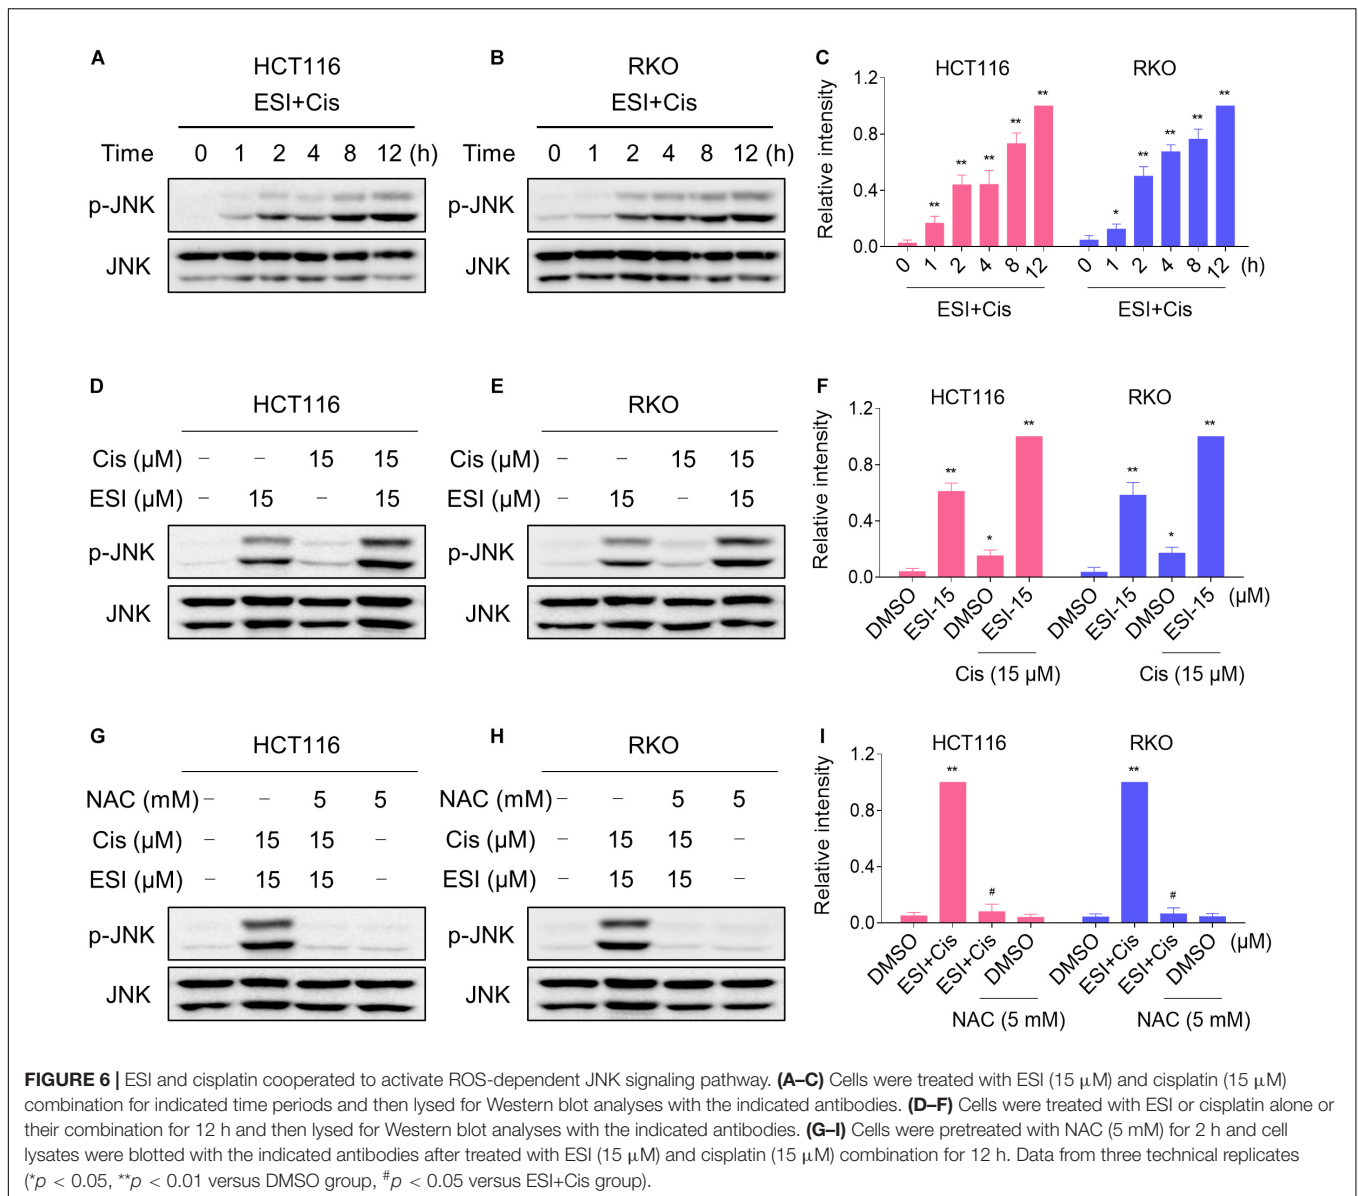 A
HCT116
ESI+Cis
Time 0 1 2 4 8 12 (h)
p-JNK
JNK
B
RKO
ESI+Cis
Time 0 1 2 4 8 12 (h)
p-JNK
JNK
C
HCT116 RKO
Relative intensity
1.2
0.8
0.4
0.0
** ** ** ** **
* ** ** ** **
0 1 2 4 8 12 0 1 2 4 8 12 (h)
ESI+Cis ESI+Cis
D
HCT116
Cis (µM) – – 15 15
ESI (µM) – 15 – 15
p-JNK
JNK
E
RKO
Cis (µM) – – 15 15
ESI (µM) – 15 – 15
p-JNK
JNK
F
HCT116 RKO
Relative intensity
1.2
0.8
0.4
0.0
** * **
** * **
DMSO ESI-15 DMSO ESI-15 DMSO ESI-15 DMSO ESI-15 (µM)
Cis (15 µM) Cis (15 µM)
G
HCT116
NAC (mM) – – 5 5
Cis (µM) – 15 15 –
ESI (µM) – 15 15 –
p-JNK
JNK
H
RKO
NAC (mM) – – 5 5
Cis (µM) – 15 15 –
ESI (µM) – 15 15 –
p-JNK
JNK
I
HCT116 RKO
Relative intensity
1.2
0.8
0.4
0.0
** #
** #
DMSO ESI+Cis ESI+Cis DMSO DMSO ESI+Cis ESI+Cis DMSO (µM)
NAC (5 mM) NAC (5 mM)
FIGURE 6 | ESI and cisplatin cooperated to activate ROS-dependent JNK signaling pathway. (A–C) Cells were treated with ESI (15 µM) and cisplatin (15 µM)
combination for indicated time periods and then lysed for Western blot analyses with the indicated antibodies. (D–F) Cells were treated with ESI or cisplatin alone or
their combination for 12 h and then lysed for Western blot analyses with the indicated antibodies. (G–I) Cells were pretreated with NAC (5 mM) for 2 h and cell
lysates were blotted with the indicated antibodies after treated with ESI (15 µM) and cisplatin (15 µM) combination for 12 h. Data from three technical replicates
(*p < 0.05, **p < 0.01 versus DMSO group, #p < 0.05 versus ESI+Cis group).